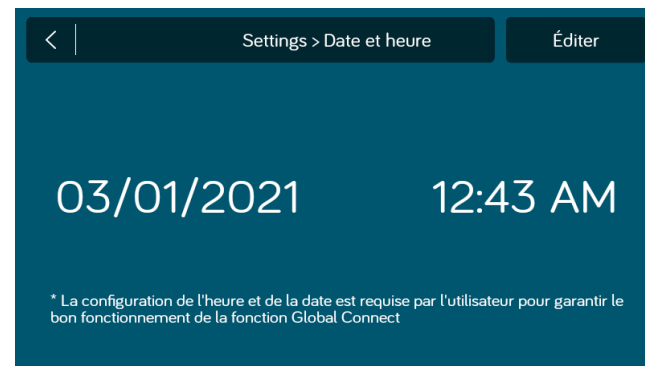 Settings > Date et heure
Éditer
03/01/2021
12:43 AM
* La configuration de l'heure et de la date est requise par l'utilisateur pour garantir le
bon fonctionnement de la fonction Global Connect